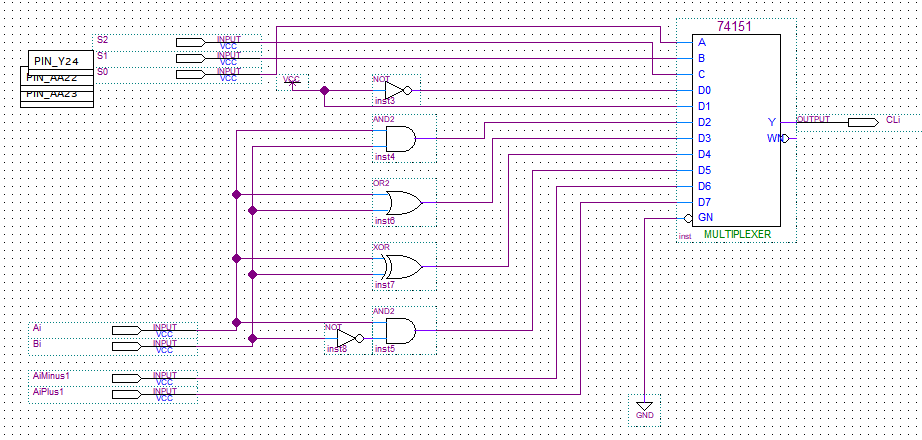 74151
S2
INPUT
VCC
A
S1
INPUT
VCC
B
PIN_Y24
S0
INPUT
VCC
C
PIN_AA22
VCC
NOT
inst3
D0
PIN_AA23
D1
AND2
inst4
D2
Y
OUTPUT
CLi
D3
WN
D4
D5
OR2
inst6
D6
D7
GN
MULTIPLEXER
inst
XOR
inst7
AND2
inst5
Ai
INPUT
VCC
NOT
inst8
Bi
INPUT
VCC
AiMinus1
INPUT
VCC
AiPlus1
INPUT
VCC
GND